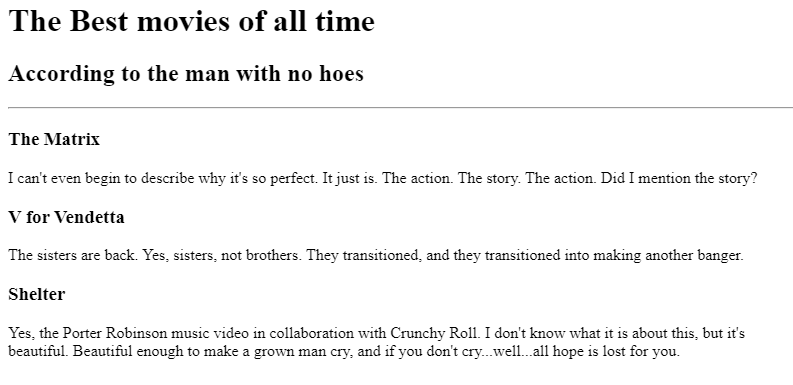 The Best movies of all time
According to the man with no hoes
The Matrix
I can't even begin to describe why it's so perfect. It just is. The action. The story. The action. Did I mention the story?
V for Vendetta
The sisters are back. Yes, sisters, not brothers. They transitioned, and they transitioned into making another banger.
Shelter
Yes, the Porter Robinson music video in collaboration with Crunchy Roll. I don't know what it is about this, but it's
beautiful. Beautiful enough to make a grown man cry, and if you don't cry...well...all hope is lost for you.